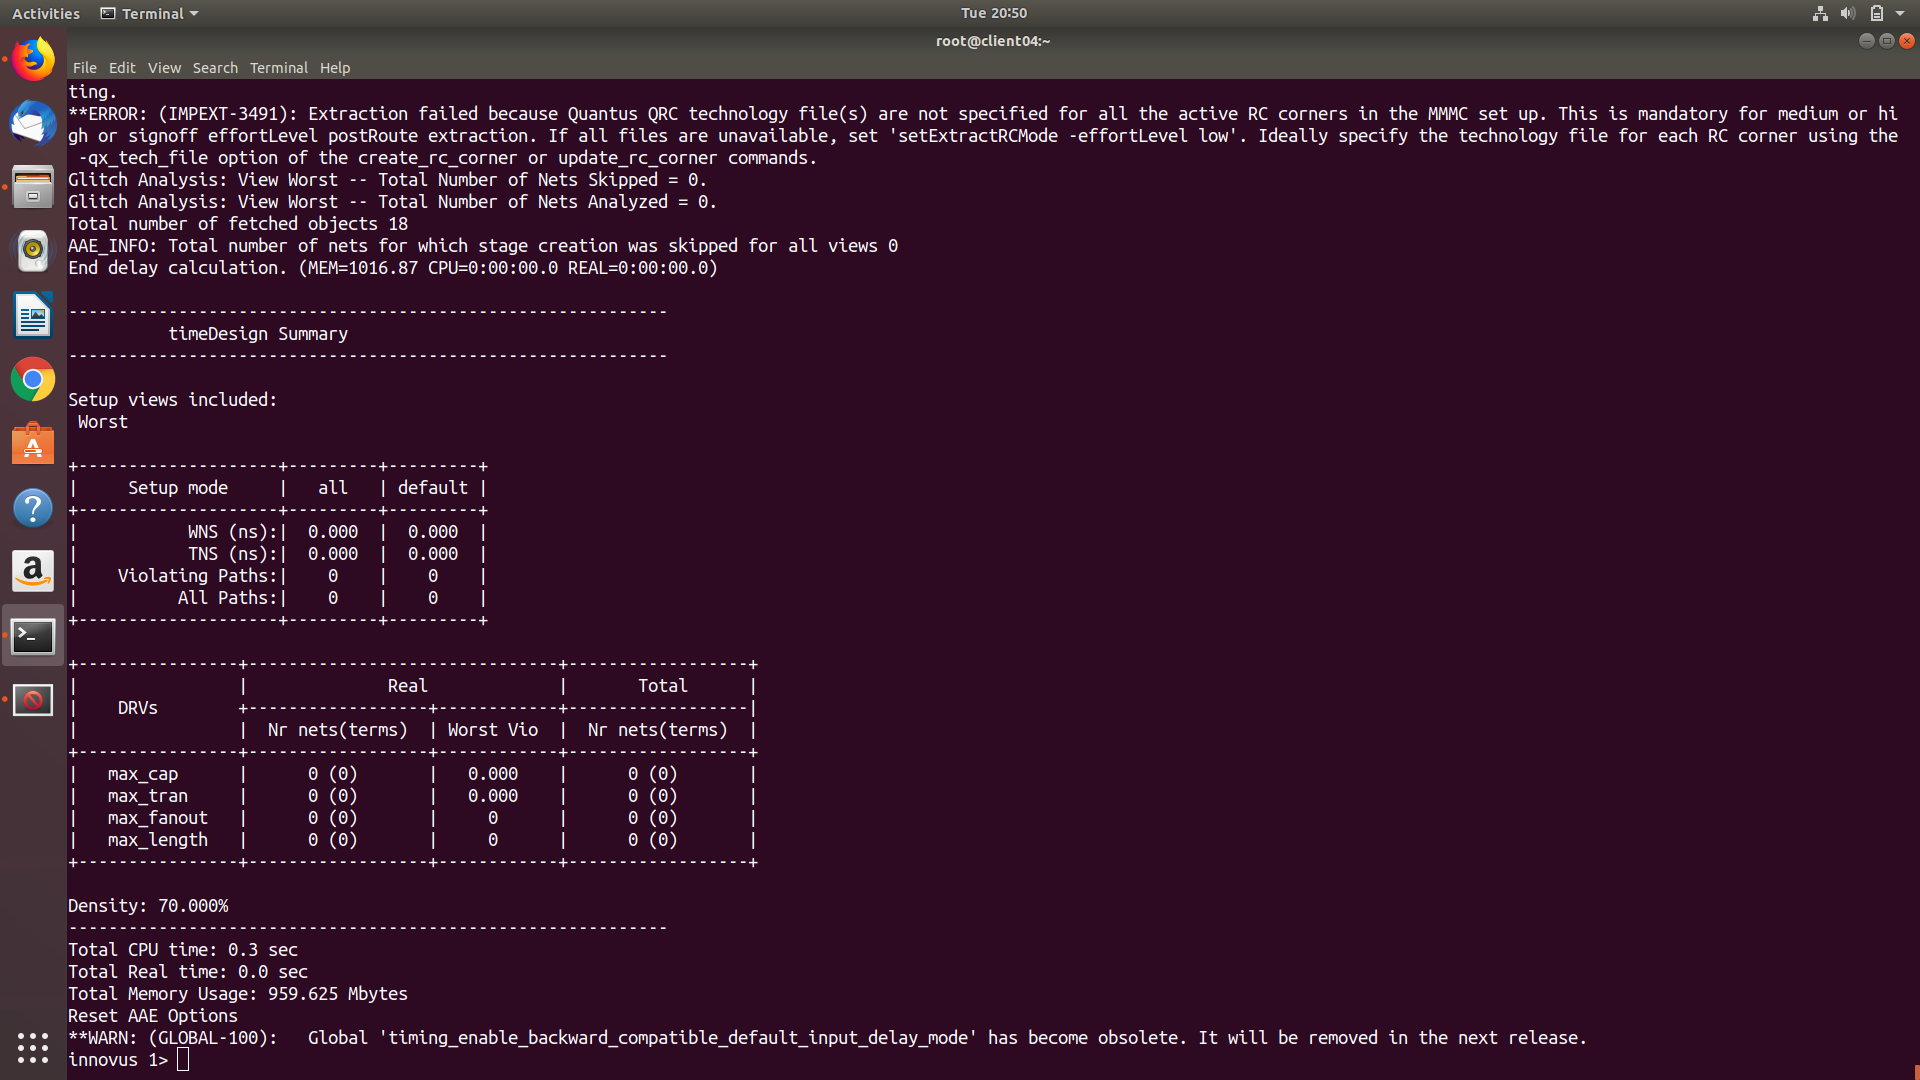 Activities Terminal Tue 20:50
root@client04:~
File Edit View Search Terminal Help
ting.
**ERROR: (IMPEXT-3491): Extraction failed because Quantus QRC technology file(s) are not specified for all the active RC corners in the MMMC set up. This is mandatory for medium or hi
gh or signoff effortLevel postRoute extraction. If all files are unavailable, set 'setExtractRCMode -effortLevel low'. Ideally specify the technology file for each RC corner using the
 -qx_tech_file option of the create_rc_corner or update_rc_corner commands.
Glitch Analysis: View Worst -- Total Number of Nets Skipped = 0.
Glitch Analysis: View Worst -- Total Number of Nets Analyzed = 0.
Total number of fetched objects 18
AAE_INFO: Total number of nets for which stage creation was skipped for all views 0
End delay calculation. (MEM=1016.87 CPU=0:00:00.0 REAL=0:00:00.0)
------------------------------------------------------------
          timeDesign Summary
------------------------------------------------------------
Setup views included:
 Worst
+--------------------+---------+---------+
|     Setup mode     |   all   | default |
+--------------------+---------+---------+
|           WNS (ns):|  0.000  |  0.000  |
|           TNS (ns):|  0.000  |  0.000  |
|    Violating Paths:|    0    |    0    |
|          All Paths:|    0    |    0    |
+--------------------+---------+---------+
+----------------+-------------------------------+------------------+
|                |              Real             |       Total      |
|    DRVs        +------------------+------------+------------------|
|                |  Nr nets(terms)  | Worst Vio  |  Nr nets(terms)  |
+----------------+------------------+------------+------------------+
|   max_cap      |      0 (0)       |   0.000    |      0 (0)       |
|   max_tran     |      0 (0)       |   0.000    |      0 (0)       |
|   max_fanout   |      0 (0)       |     0      |      0 (0)       |
|   max_length   |      0 (0)       |     0      |      0 (0)       |
+----------------+------------------+------------+------------------+
Density: 70.000%
------------------------------------------------------------
Total CPU time: 0.3 sec
Total Real time: 0.0 sec
Total Memory Usage: 959.625 Mbytes
Reset AAE Options
**WARN: (GLOBAL-100):   Global 'timing_enable_backward_compatible_default_input_delay_mode' has become obsolete. It will be removed in the next release.
innovus 1>